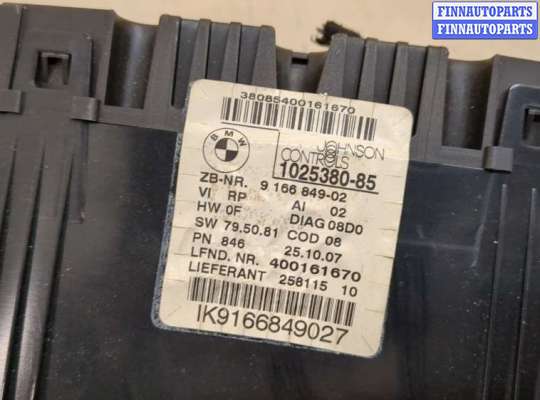 FINNAUTOPARTS
FINNAUTOPARTS
38085400161670
BMW
JOHNSON
CONTROLS
1025380-85
ZB-NR. 9 166 849-02
VI RP AI 02
HW 0F DIAG 08D0
SW 79.50.81 COD 08
PN 846 25.10.07
LFND. NR. 400161670
LIEFERANT 258115 10
IK9166849027